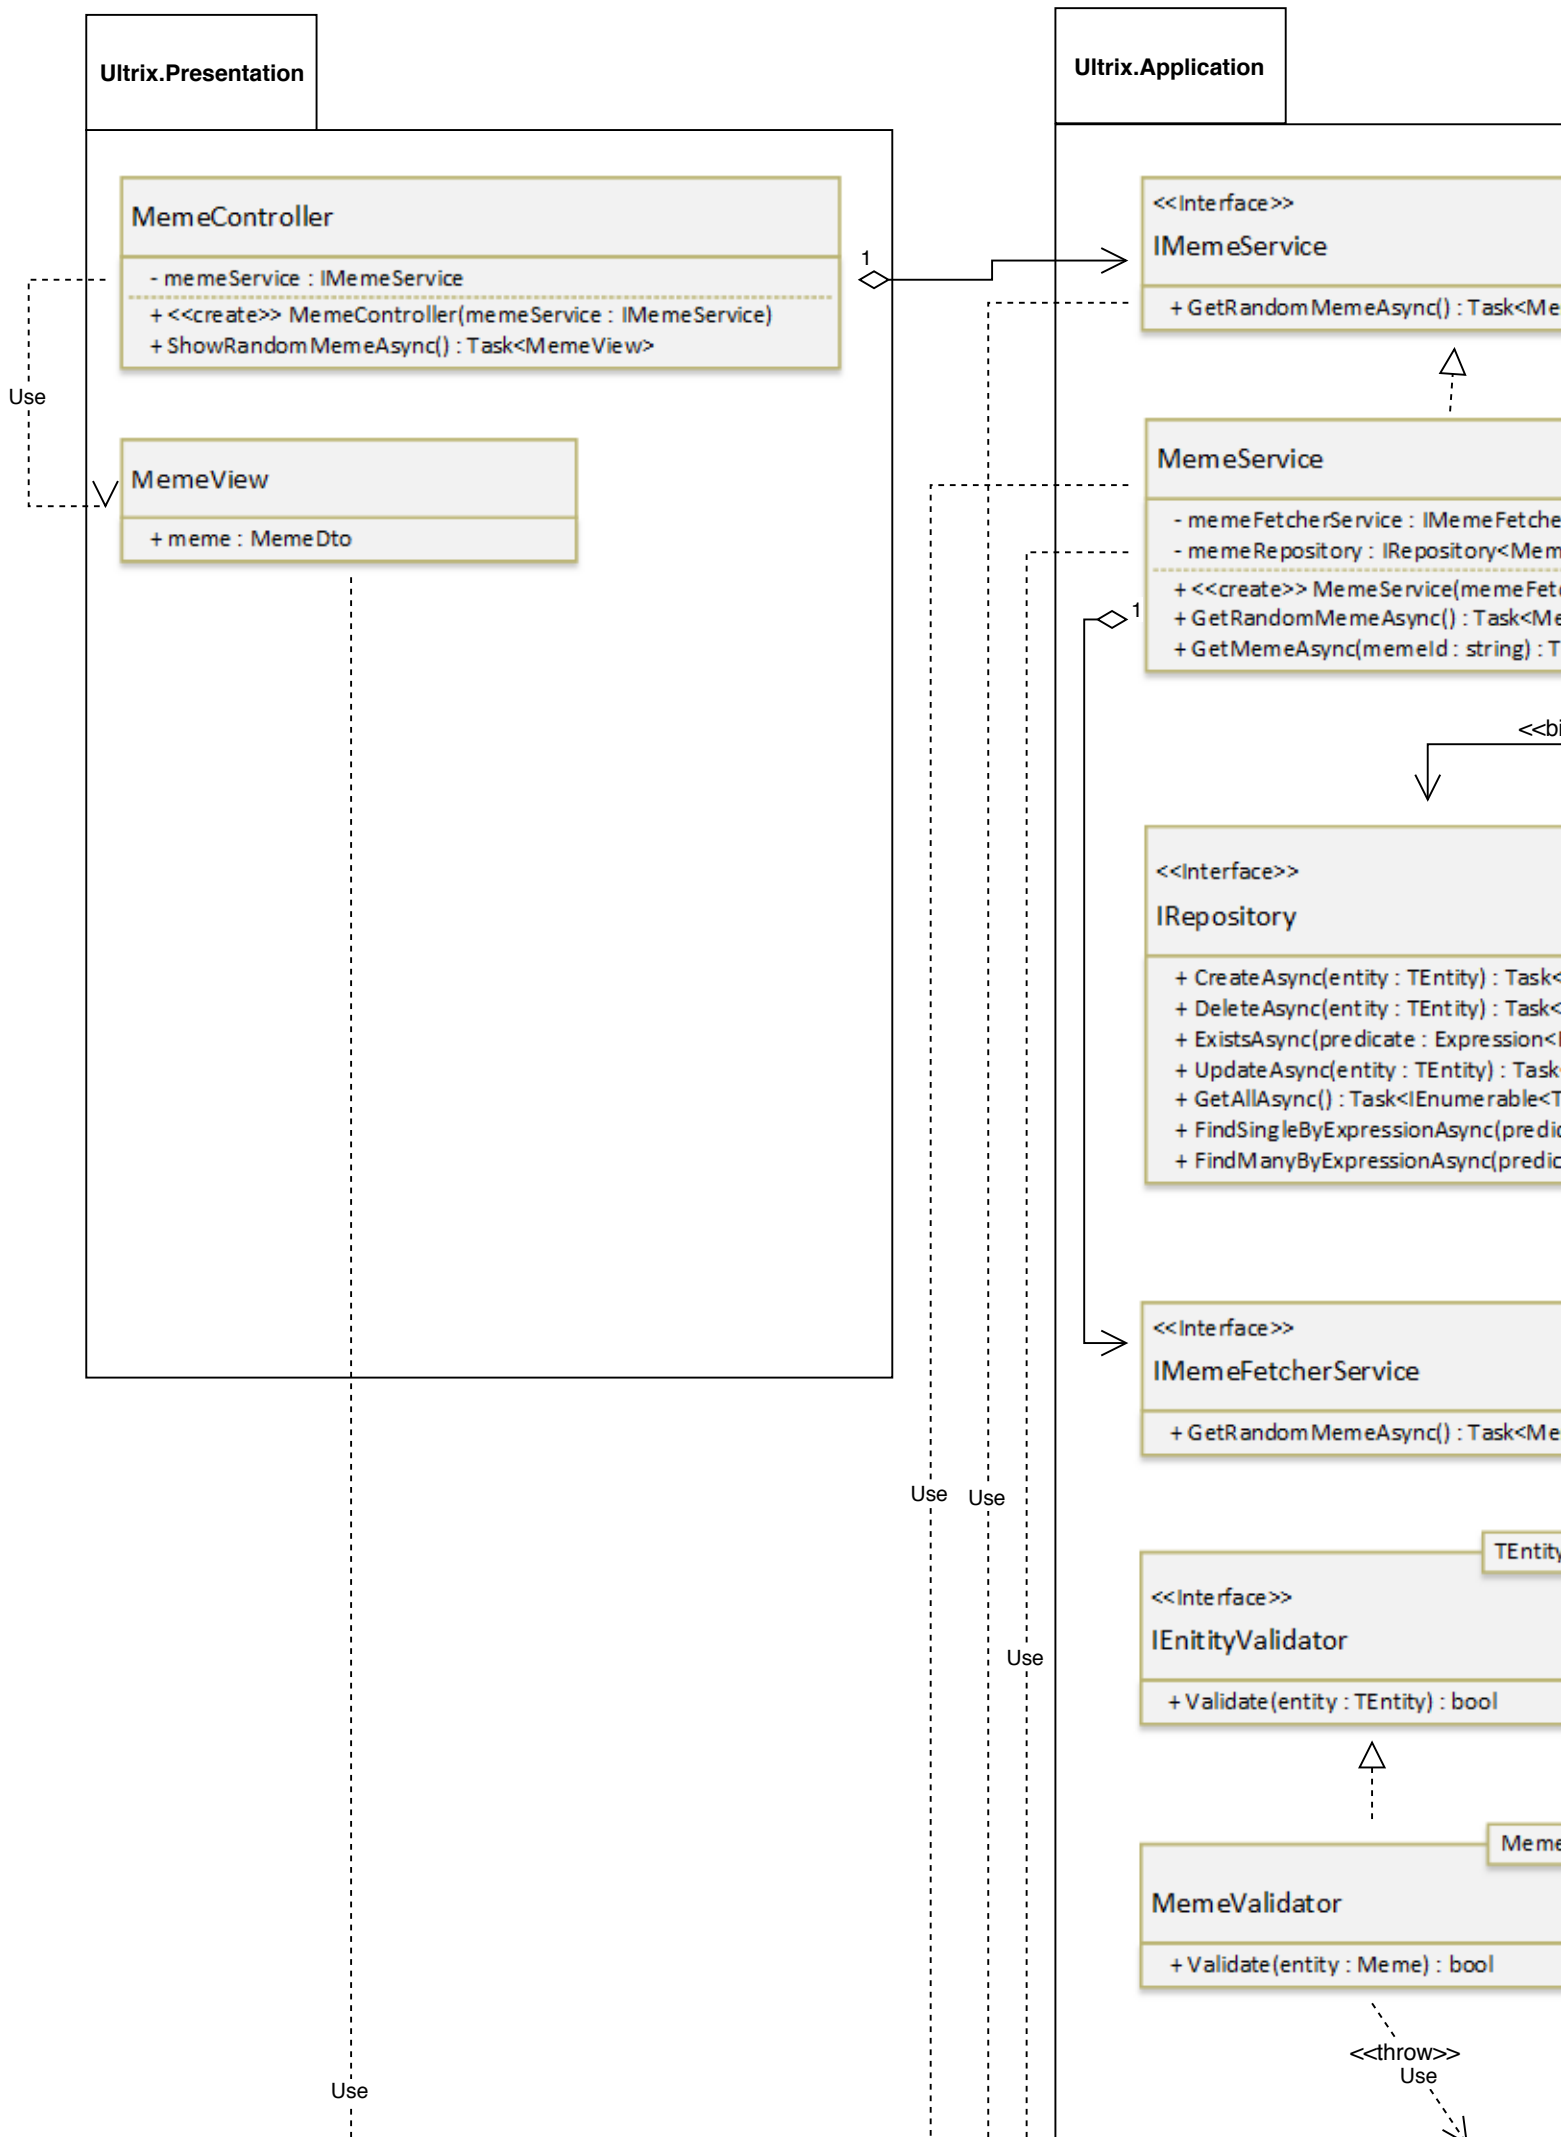 Ultrix.Presentation
MemeController
- memeService : IMemeService
+ <<create>> MemeController(memeService : IMemeService)
+ ShowRandomMemeAsync() : Task<MemeView>
1
Use
MemeView
+ meme : MemeDto
Use
Ultrix.Application
<<Interface>>
IMemeService
+ GetRandomMemeAsync() : Task<Me
MemeService
- memeFetcherService : IMemeFetche
- memeRepository : IRepository<Mem
+ <<create>> MemeService(memeFet
+ GetRandomMemeAsync() : Task<Me
+ GetMemeAsync(memeId : string) : T
1
<<bi
<<Interface>>
IRepository
+ CreateAsync(entity : TEntity) : Task<
+ DeleteAsync(entity : TEntity) : Task<
+ ExistsAsync(predicate : Expression<
+ UpdateAsync(entity : TEntity) : Task
+ GetAllAsync() : Task<IEnumerable<T
+ FindSingleByExpressionAsync(predic
+ FindManyByExpressionAsync(predic
<<Interface>>
IMemeFetcherService
+ GetRandomMemeAsync() : Task<Me
Use
Use
Use
TEntity
<<Interface>>
IEnitityValidator
+ Validate(entity : TEntity) : bool
Meme
MemeValidator
+ Validate(entity : Meme) : bool
<<throw>>
Use